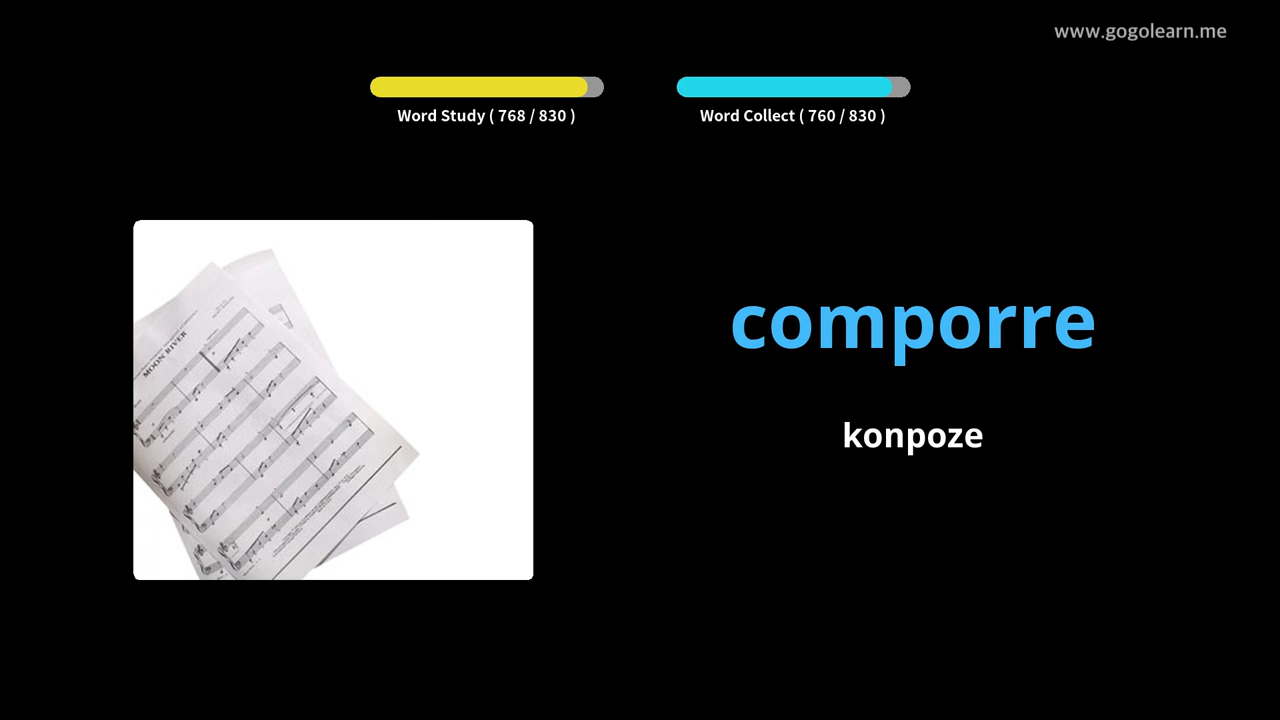 www.gogolearn.me
Word Study ( 768 / 830 )
Word Collect ( 760 / 830 )
MOON RIVER
comporre
konpoze